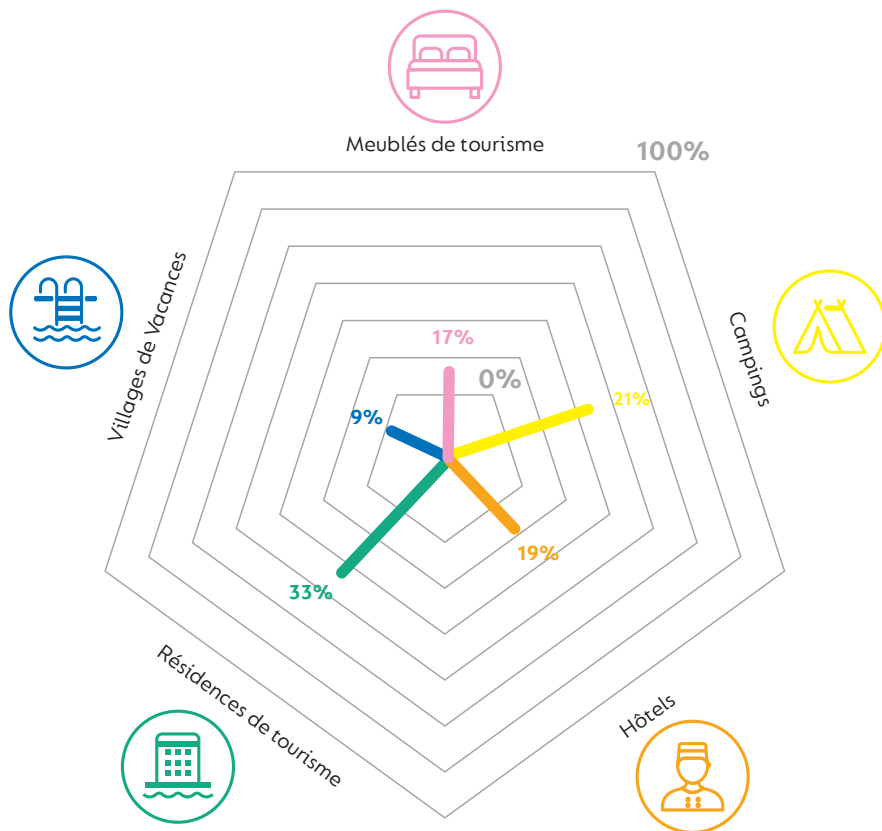 Meublés de tourisme
100%
Villages de Vacances
Campings
17%
0%
9%
21%
19%
33%
Résidences de tourisme
Hôtels